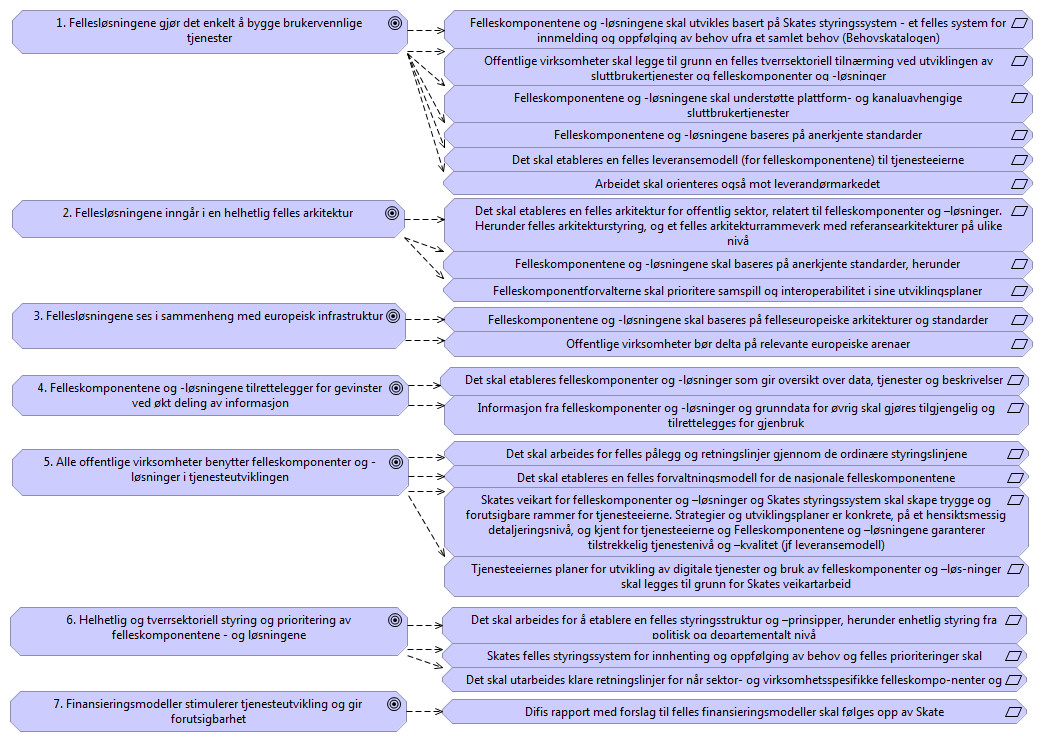 1. Fellesløsningene gjør det enkelt å bygge brukervennlige
tjenester
Felleskomponentene og -løsningene skal utvikles basert på Skates styringssystem - et felles system for
innmelding og oppfølging av behov ufra et samlet behov (Behovskatalogen)
Offentlige virksomheter skal legge til grunn en felles tverrsektoriell tilnærming ved utviklingen av
sluttbrukertjenester og felleskomponenter og -løsninger
Felleskomponentene og -løsningene skal understøtte plattform- og kanaluavhengige
sluttbrukertjenester
Felleskomponentene og -løsningene baseres på anerkjente standarder
Det skal etableres en felles leveransemodell (for felleskomponentene) til tjenesteeierne
Arbeidet skal orienteres også mot leverandørmarkedet
2. Fellesløsningene inngår i en helhetlig felles arkitektur
Det skal etableres en felles arkitektur for offentlig sektor, relatert til felleskomponenter og –løsninger.
Herunder felles arkitekturstyring, og et felles arkitekturrammeverk med referansearkitekturer på ulike
nivå
Felleskomponentene og -løsningene skal baseres på anerkjente standarder, herunder
Felleskomponentforvalterne skal prioritere samspill og interoperabilitet i sine utviklingsplaner
3. Fellesløsningene ses i sammenheng med europeisk infrastruktur
Felleskomponentene og -løsningene skal baseres på felleseuropeiske arkitekturer og standarder
Offentlige virksomheter bør delta på relevante europeiske arenaer
4. Felleskomponentene og -løsningene tilrettelegger for gevinster
ved økt deling av informasjon
Det skal etableres felleskomponenter og -løsninger som gir oversikt over data, tjenester og beskrivelser
Informasjon fra felleskomponenter og -løsninger og grunndata for øvrig skal gjøres tilgjengelig og
tilrettelegges for gjenbruk
5. Alle offentlige virksomheter benytter felleskomponenter og -
løsninger i tjenesteutviklingen
Det skal arbeides for felles pålegg og retningslinjer gjennom de ordinære styringslinjene
Det skal etableres en felles forvaltningsmodell for de nasjonale felleskomponentene
Skates veikart for felleskomponenter og –løsninger og Skates styringssystem skal skape trygge og
forutsigbare rammer for tjenesteeierne. Strategier og utviklingsplaner er konkrete, på et hensiktsmessig
detaljeringsnivå, og kjent for tjenesteeierne og Felleskomponentene og –løsningene garanterer
tilstrekkelig tjenestenivå og –kvalitet (jf leveransemodell)
Tjenesteeiernes planer for utvikling av digitale tjenester og bruk av felleskomponenter og –løs-ninger
skal legges til grunn for Skates veikartarbeid
6. Helhetlig og tverrsektoriell styring og prioritering av
felleskomponentene - og løsningene
Det skal arbeides for å etablere en felles styringsstruktur og –prinsipper, herunder enhetlig styring fra
politisk og departementalt nivå
Skates felles styringssystem for innhenting og oppfølging av behov og felles prioriteringer skal
Det skal utarbeides klare retningslinjer for når sektor- og virksomhetsspesifikke felleskompo-nenter og
7. Finansieringsmodeller stimulerer tjenesteutvikling og gir
forutsigbarhet
Difis rapport med forslag til felles finansieringsmodeller skal følges opp av Skate